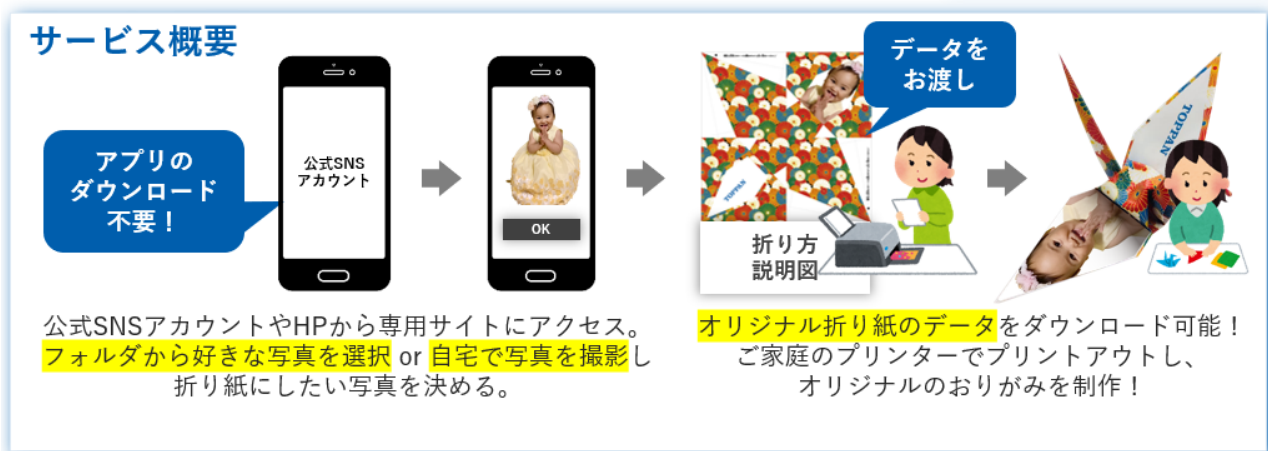 サービス概要
アプリの
ダウンロード
不要！
公式SNS
アカウント
OK
データを
お渡し
TOPPAN
折り方
説明図
TOPPAN
公式SNSアカウントやHPから専用サイトにアクセス。
フォルダから好きな写真を選択 or 自宅で写真を撮影し
折り紙にしたい写真を決める。
オリジナル折り紙のデータをダウンロード可能！
ご家庭のプリンターでプリントアウトし、
オリジナルのおりがみを制作！